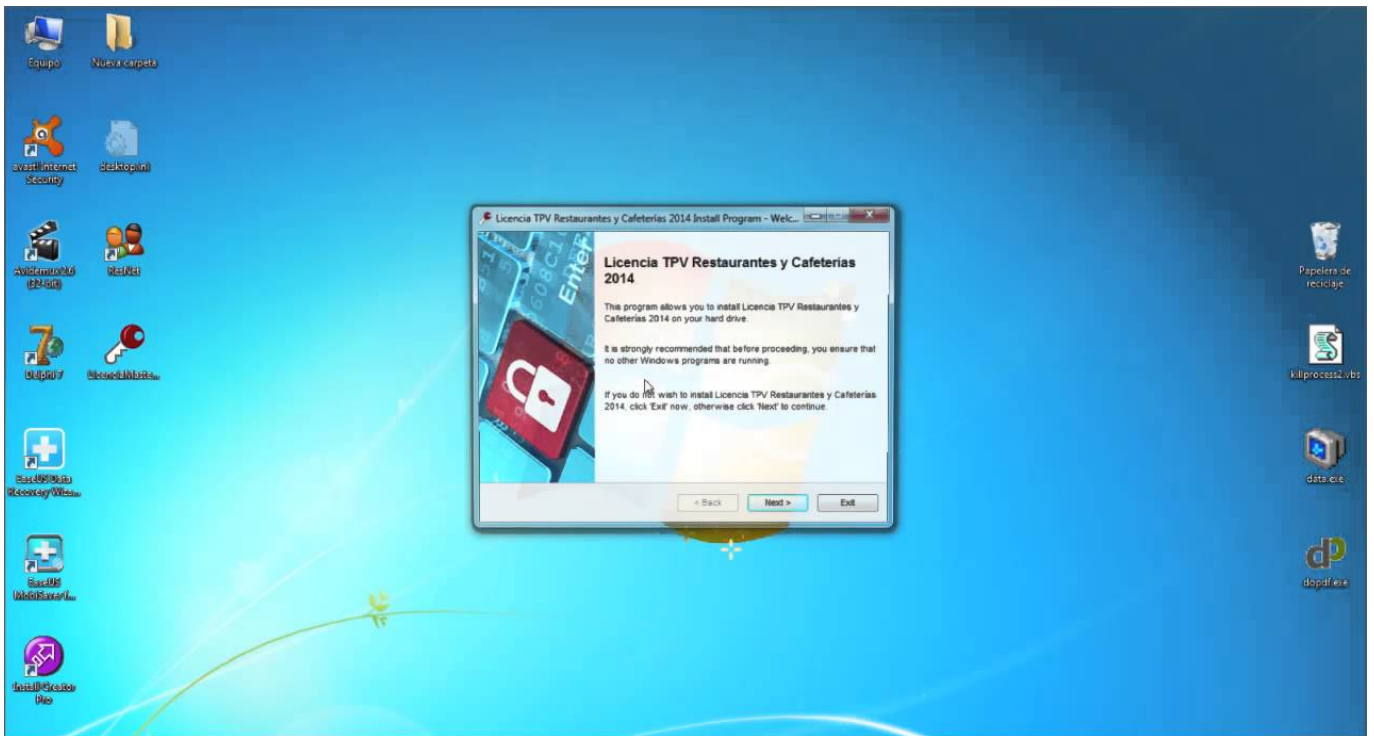 Equipo
Nueva carpeta
avast! Internet
Security
desktop.ini
Avidemux 2.6
(32-bit)
ResNet
Delphi 7
LicenciaMaste...
EaseUS Data
Recovery Wiza...
EaseUS
MobiSaver f...
Install Creator
Pro
Licencia TPV Restaurantes y Cafeterias 2014 Install Program - Welc...
Enter
Licencia TPV Restaurantes y Cafeterias
2014
This program allows you to install Licencia TPV Restaurantes y
Cafeterias 2014 on your hard drive.
It is strongly recommended that before proceeding, you ensure that
no other Windows programs are running.
If you do not wish to install Licencia TPV Restaurantes y Cafeterias
2014, click 'Exit' now, otherwise click 'Next' to continue.
< Back
Next >
Exit
Papelera de
reciclaje
killprocess2.vbs
data.exe
dopdf.exe